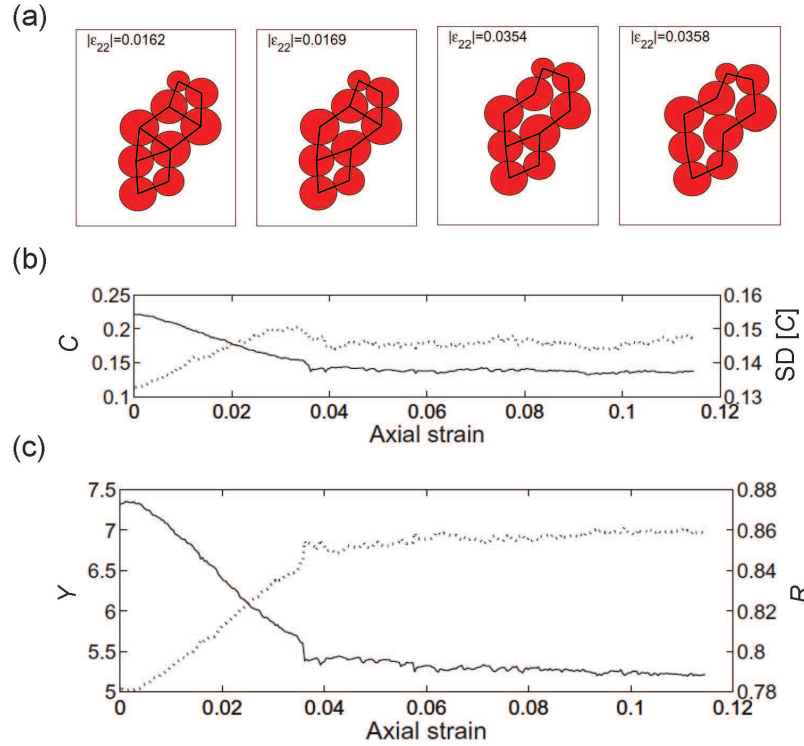 (a)
|ε22|=0.0162
|ε22|=0.0169
|ε22|=0.0354
|ε22|=0.0358
(b)
0.25
0.2
0.15
0.1
C
0.16
0.15
0.14
0.13
SD [C]
0 0.02 0.04 0.06 0.08 0.1 0.12
Axial strain
(c)
7.5
7
6.5
6
5.5
5
Y
0.88
0.86
0.84
0.82
0.8
0.78
R
0 0.02 0.04 0.06 0.08 0.1 0.12
Axial strain